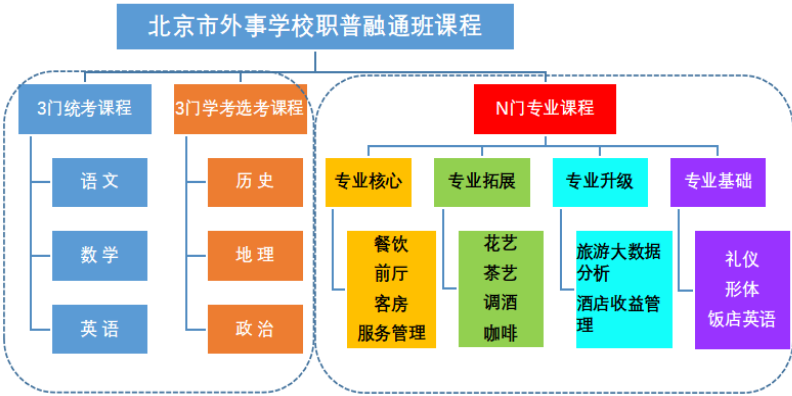 北京市外事学校职普融通班课程
3门统考课程
语文
数学
英语
3门学考选考课程
历史
地理
政治
N门专业课程
专业核心
餐饮
前厅
客房
服务管理
专业拓展
花艺
茶艺
调酒
咖啡
专业升级
旅游大数据
分析
酒店收益管
理
专业基础
礼仪
形体
饭店英语